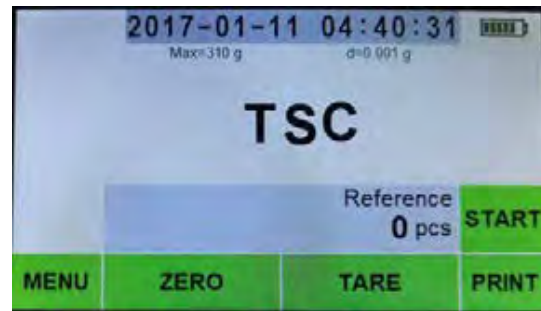 2017-01-11 04:40:31
Max=310 g d=0.001 g
TSC
Reference
0 pcs
START
MENU ZERO TARE PRINT